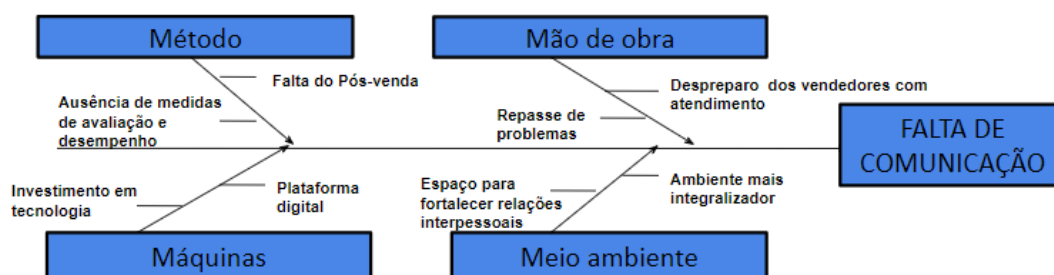 Método
Mão de obra
Falta do Pós-venda
Ausência de medidas
de avaliação e
desempenho
Despreparo dos vendedores com
atendimento
Repasse de
problemas
FALTA DE
COMUNICAÇÃO
Investimento em
tecnologia
Plataforma
digital
Espaço para
fortalecer relações
interpessoais
Ambiente mais
integralizador
Máquinas
Meio ambiente